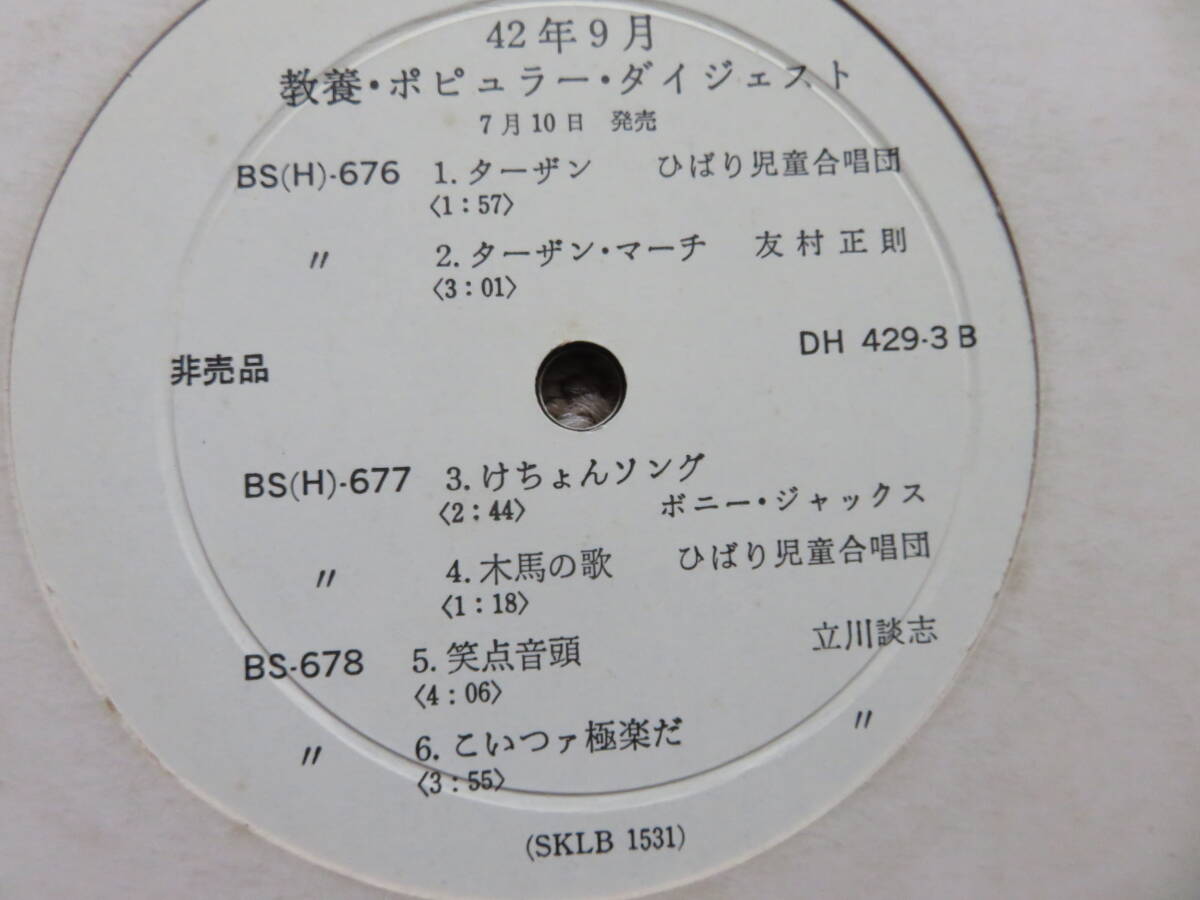 42年9月
教養・ポピュラー・ダイジェスト
7月10日 発売
BS(H)-676 1. ターザン ひばり児童合唱団
〈1:57〉
〃 2. ターザン・マーチ 友村正則
〈3:01〉
非売品 DH 429-3 B
BS(H)-677 3. けちょんソング
〈2:44〉 ボニー・ジャックス
〃 4. 木馬の歌 ひばり児童合唱団
〈1:18〉
BS-678 5. 笑点音頭 立川談志
〈4:06〉
〃 6. こいつァ極楽だ 〃
〈3:55〉
(SKLB 1531)